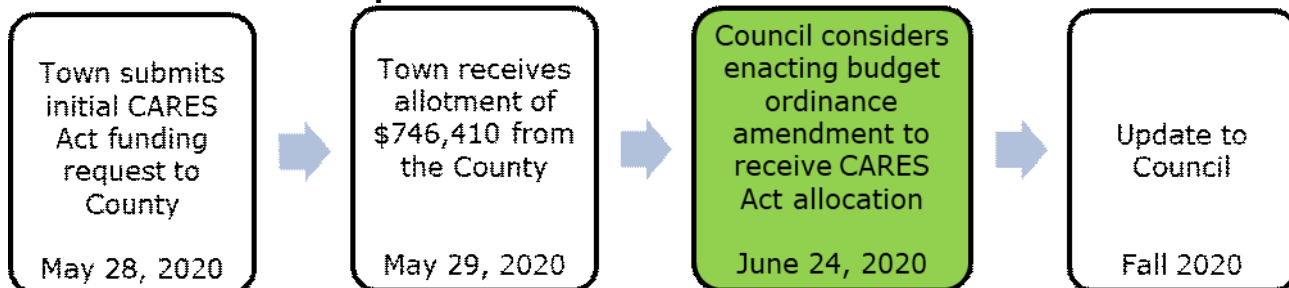 Town submits
initial CARES
Act funding
request to
County
May 28, 2020
Town receives
allotment of
$746,410 from
the County
May 29, 2020
Council considers
enacting budget
ordinance
amendment to
receive CARES
Act allocation
June 24, 2020
Update to
Council
Fall 2020